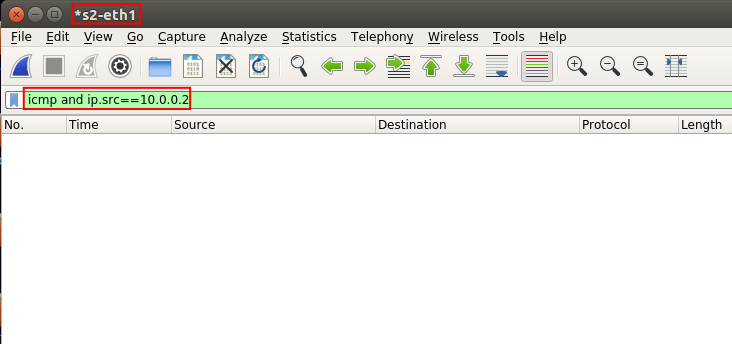 *s2-eth1
File Edit View Go Capture Analyze Statistics Telephony Wireless Tools Help
icmp and ip.src==10.0.0.2
No. Time Source Destination Protocol Length